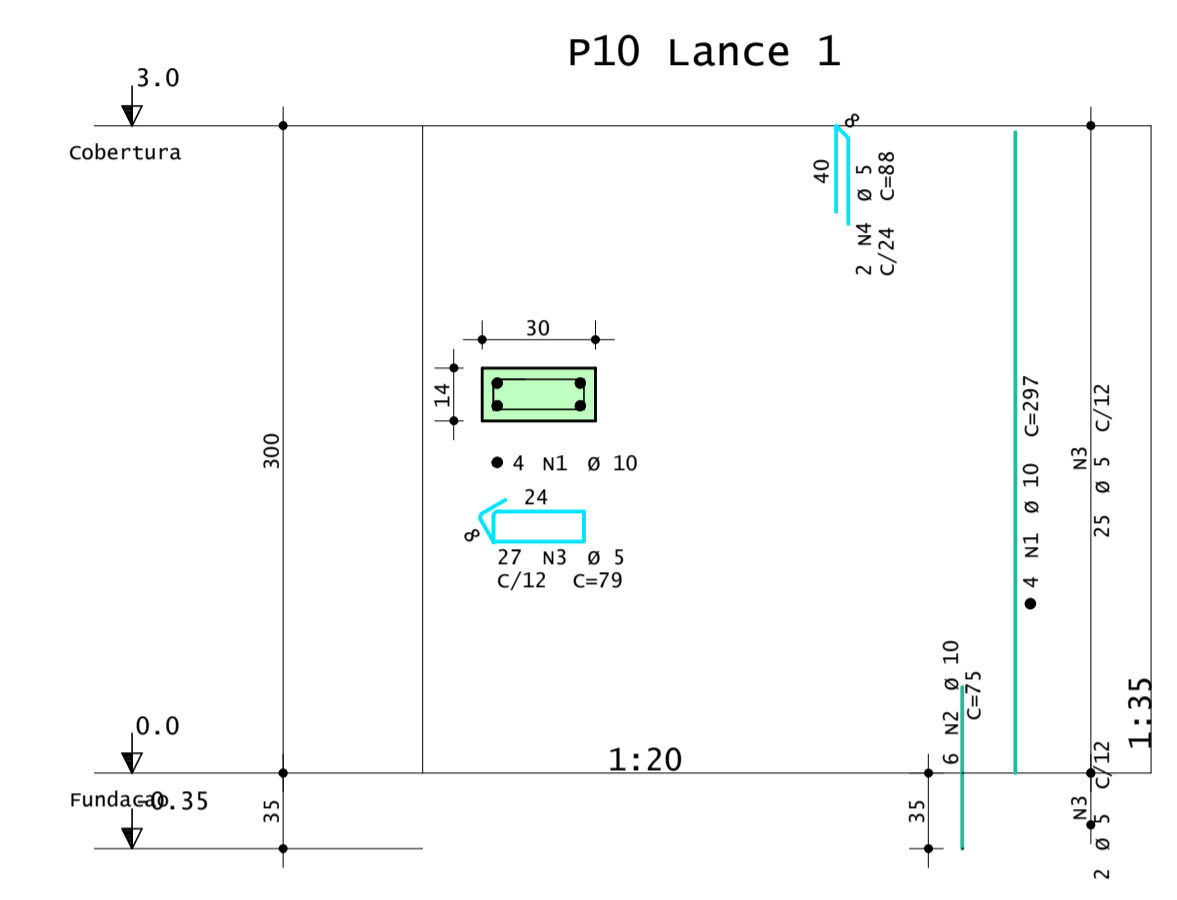 P10 Lance 1
3.0
Cobertura
8
40
2 N4 Ø 5
C/24 C=88
30
14
300
4 N1 Ø 10
24
8
27 N3 Ø 5
C/12 C=79
4 N1 Ø 10 C=297
N3
25 Ø 5 C/12
6 N2 Ø 10
C=75
1:35
0.0
1:20
Fundacao
-0.35
35
35
N3
2 Ø 5 C/12